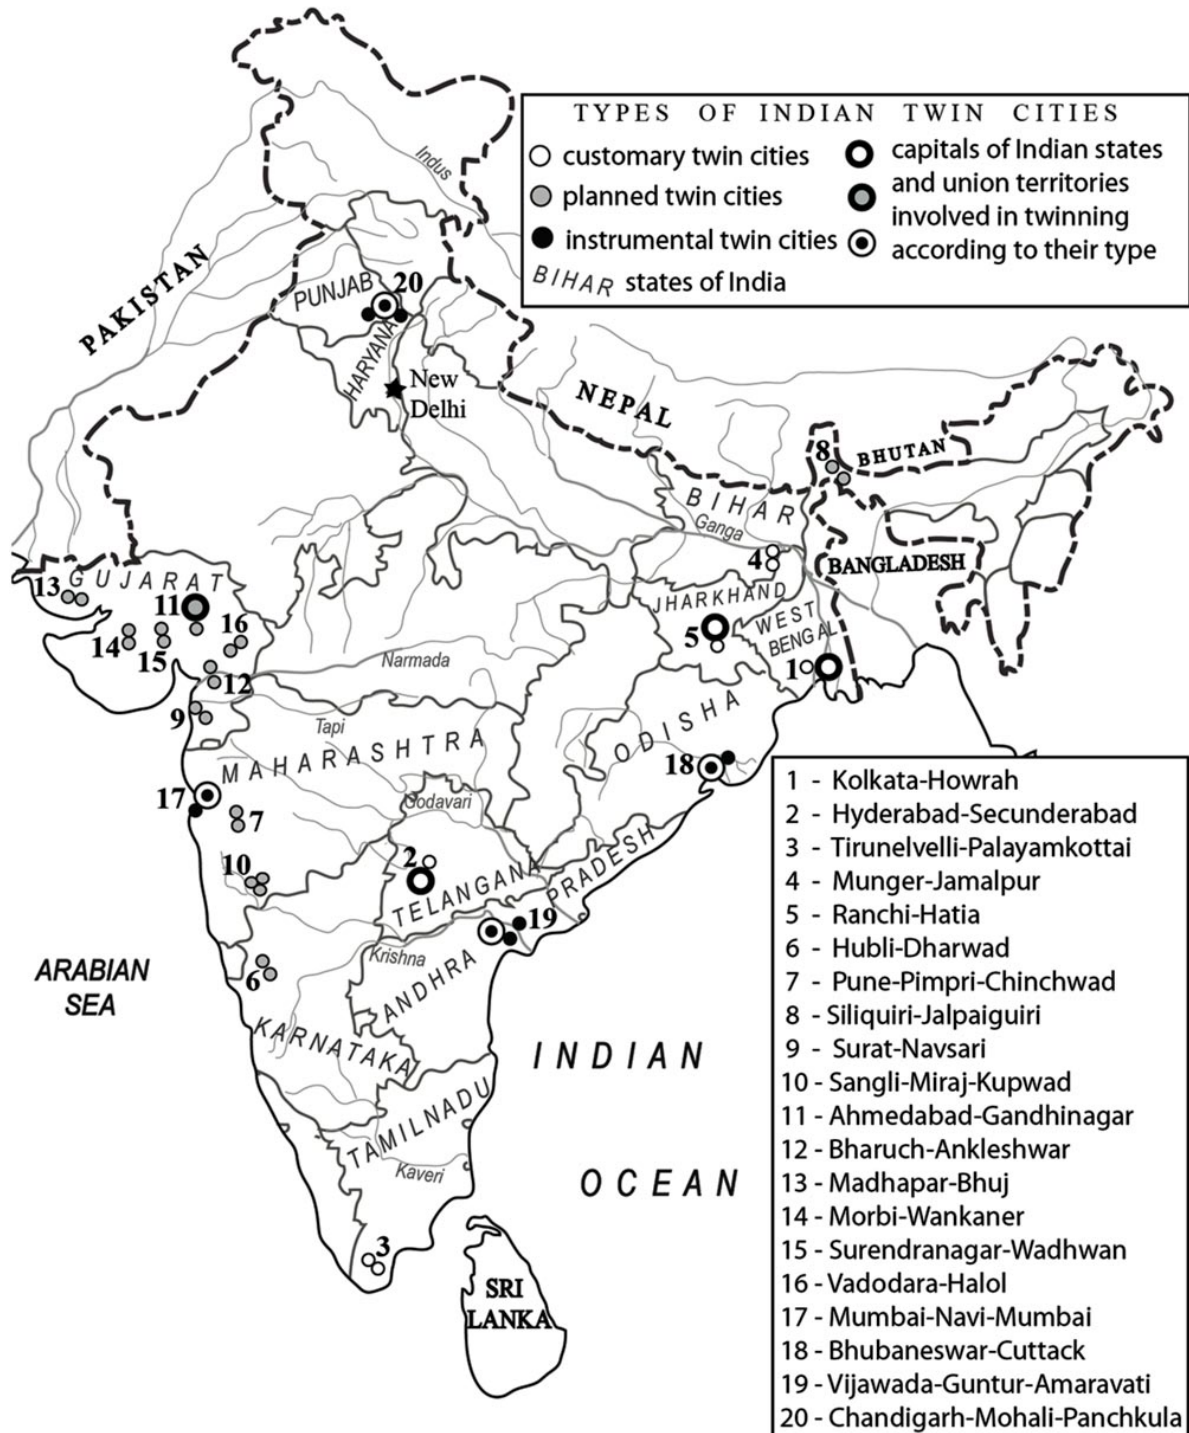 TYPES OF INDIAN TWIN CITIES
customary twin cities
planned twin cities
instrumental twin cities
BIHAR states of India
capitals of Indian states
and union territories
involved in twinning
according to their type
Indus
PAKISTAN
PUNJAB
20
HARYANA
New
Delhi
NEPAL
8
BHUTAN
BIHAR
Ganga
4
BANGLADESH
13
GUJARAT
11
JHARKHAND
16
WEST
BENGAL
14
15
5
1
Narmada
12
9
Tapi
ODISHA
MAHARASHTRA
18
17
Godavari
7
10
2
TELANGANA
PRADESH
19
Krishna
ANDHRA
6
ARABIAN
SEA
KARNATAKA
INDIAN
TAMILNADU
Kaveri
OCEAN
3
SRI
LANKA
1 - Kolkata-Howrah
2 - Hyderabad-Secunderabad
3 - Tirunelvelli-Palayamkottai
4 - Munger-Jamalpur
5 - Ranchi-Hatia
6 - Hubli-Dharwad
7 - Pune-Pimpri-Chinchwad
8 - Siliquiri-Jalpaiguiri
9 - Surat-Navsari
10 - Sangli-Miraj-Kupwad
11 - Ahmedabad-Gandhinagar
12 - Bharuch-Ankleshwar
13 - Madhapar-Bhuj
14 - Morbi-Wankaner
15 - Surendranagar-Wadhwan
16 - Vadodara-Halol
17 - Mumbai-Navi-Mumbai
18 - Bhubaneswar-Cuttack
19 - Vijawada-Guntur-Amaravati
20 - Chandigarh-Mohali-Panchkula